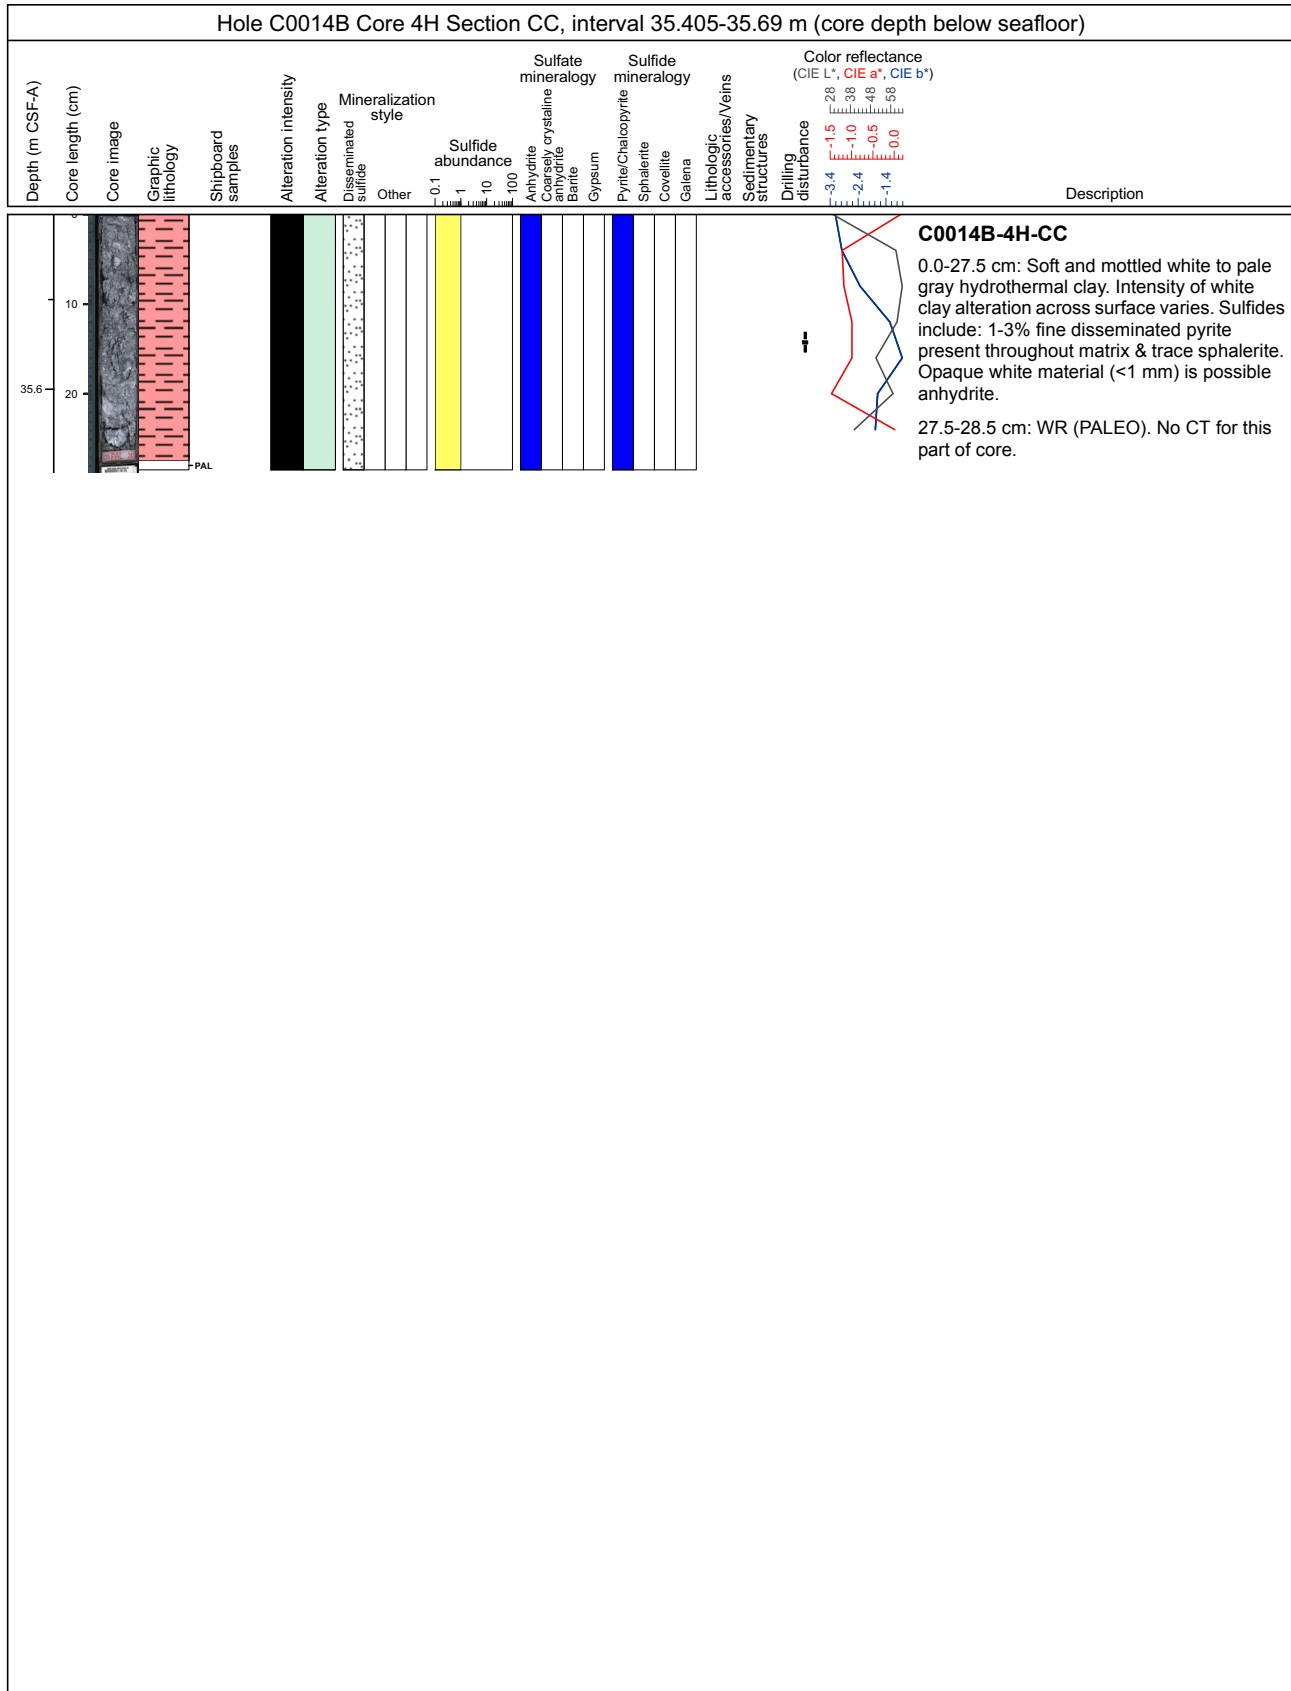 Hole C0014B Core 4H Section CC, interval 35.405-35.69 m (core depth below seafloor)
Depth (m CSF-A)
Core length (cm)
Core image
Graphic
lithology
Shipboard
samples
Alteration intensity
Alteration type
Mineralization
style
Disseminated
sulfide
Other
Sulfide
abundance
0.1
1
10
100
Sulfate
mineralogy
Anhydrite
Coarsely crystaline
anhydrite
Barite
Gypsum
Sulfide
mineralogy
Pyrite/Chalcopyrite
Sphalerite
Covellite
Galena
Lithologic
accessories/Veins
Sedimentary
structures
Drilling
disturbance
Color reflectance
(CIE L*, CIE a*, CIE b*)
28
38
48
58
-1.5
-1.0
-0.5
0.0
-3.4
-2.4
-1.4
Description
0
10
20
35.6
PAL
C0014B-4H-CC
0.0-27.5 cm: Soft and mottled white to pale
gray hydrothermal clay. Intensity of white
clay alteration across surface varies. Sulfides
include: 1-3% fine disseminated pyrite
present throughout matrix & trace sphalerite.
Opaque white material (<1 mm) is possible
anhydrite.
27.5-28.5 cm: WR (PALEO). No CT for this
part of core.